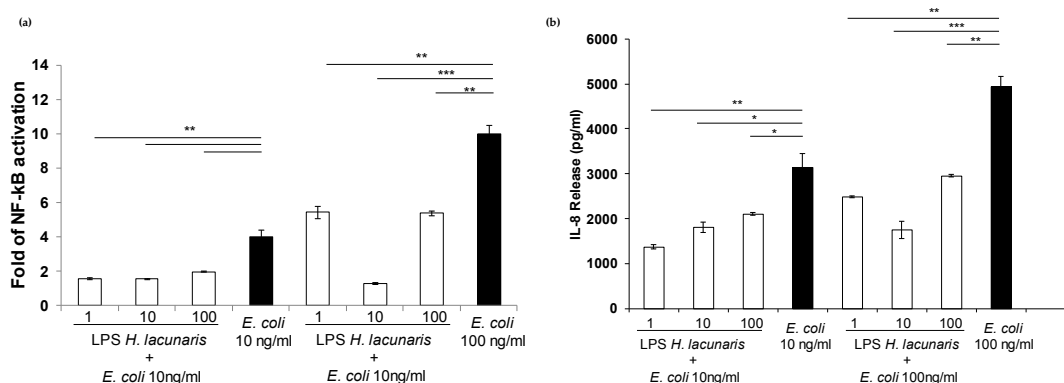 (a)
Fold of NF-kB activation
14
12
10
8
6
4
2
0
**
**
***
**
1 10 100
LPS H. lacunaris
+
E. coli 10ng/ml
E. coli
10 ng/ml
1 10 100
LPS H. lacunaris
+
E. coli 10ng/ml
E. coli
100 ng/ml
(b)
IL-8 Release (pg/ml)
6000
5000
4000
3000
2000
1000
0
**
*
*
**
***
**
1 10 100
LPS H. lacunaris
+
E. coli 10ng/ml
E. coli
10 ng/ml
1 10 100
LPS H. lacunaris
+
E. coli 100ng/ml
E. coli
100 ng/ml